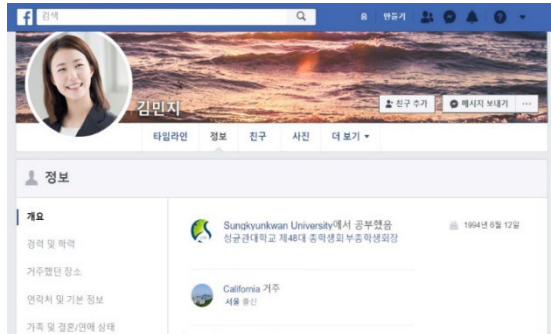 검색
홈 만들기
김민지
친구 추가 메시지 보내기 ...
타임라인 정보 친구 사진 더 보기
정보
개요
Sungkyunkwan University에서 공부했음
성균관대학교 제48대 총학생회 부총학생회장
1994년 6월 12일
경력 및 학력
거주했던 장소
California 거주
서울 출신
연락처 및 기본 정보
가족 및 결혼/연애 상태